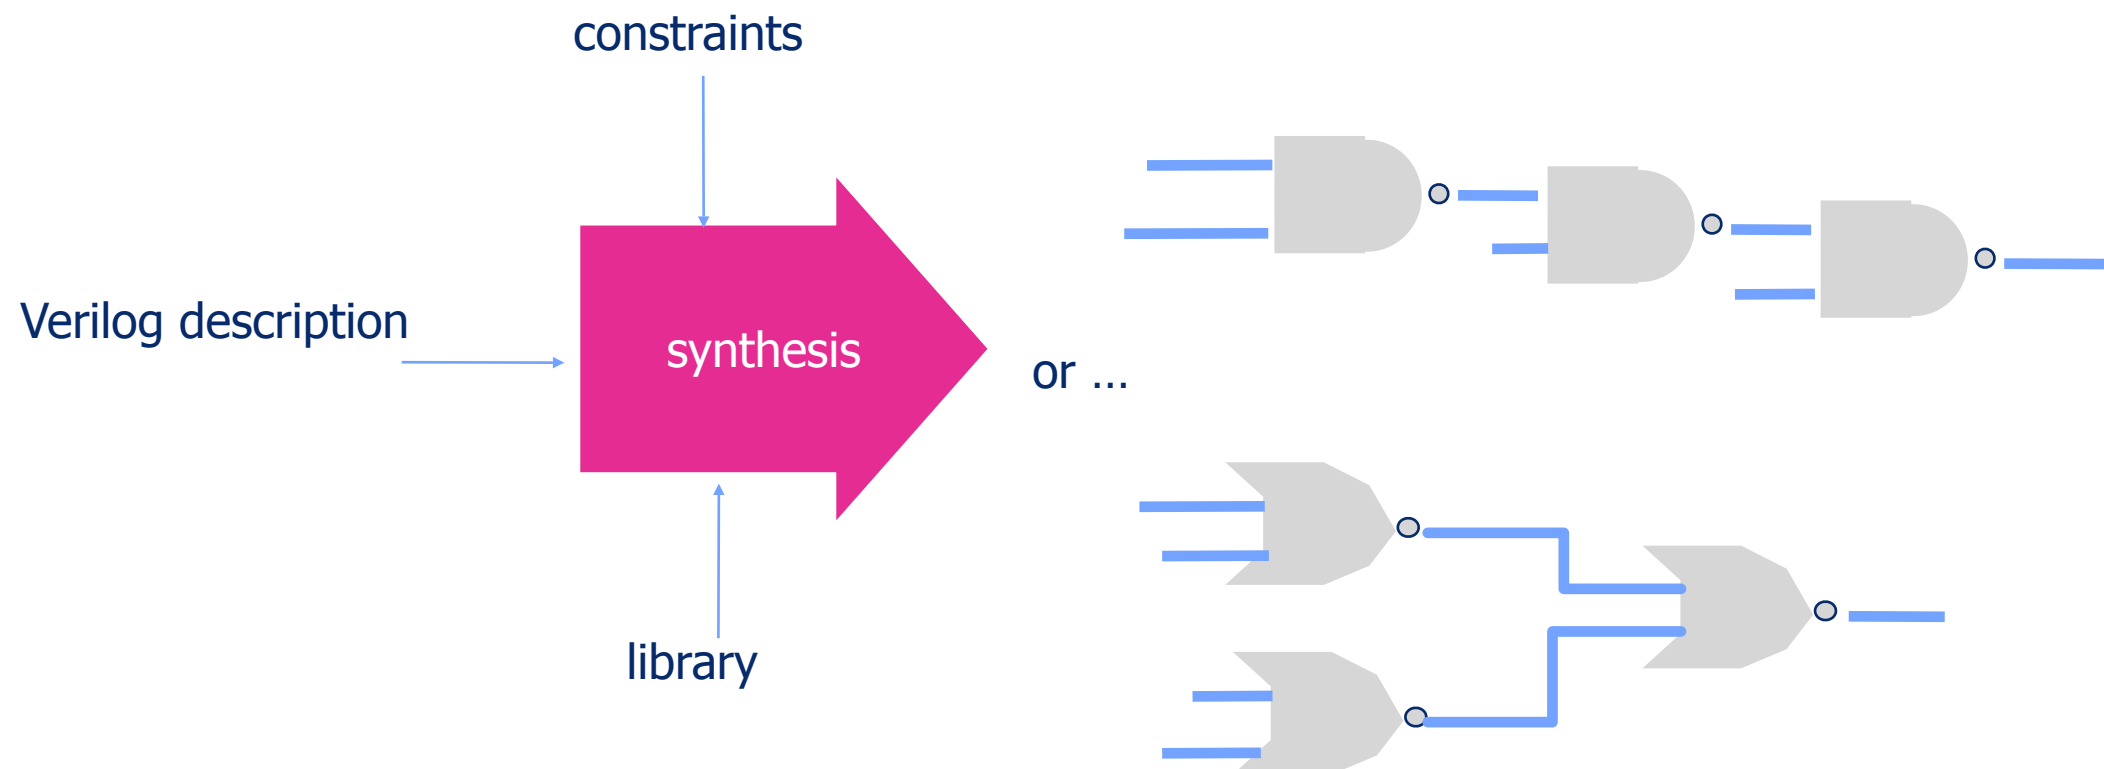 constraints
Verilog description
synthesis
or ...
library